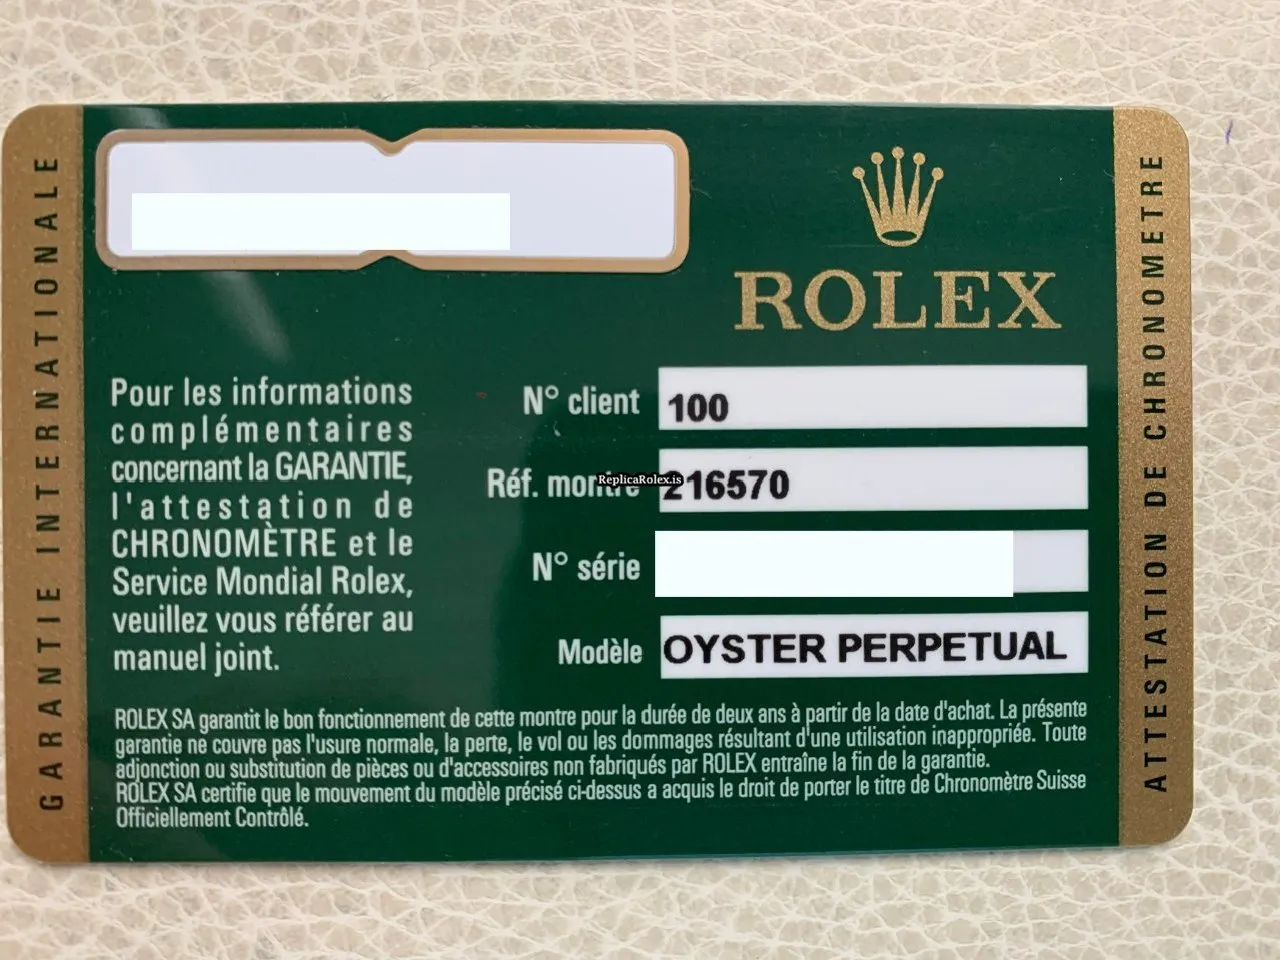 GARANTIE INTERNATIONALE
ROLEX
Pour les informations
complémentaires
concernant la GARANTIE,
l'attestation de
CHRONOMÈTRE et le
Service Mondial Rolex,
veuillez vous référer au
manuel joint.
N° client 100
Réf. montre 216570
ReplicaRolex.is
N° série
Modèle OYSTER PERPETUAL
ROLEX SA garantit le bon fonctionnement de cette montre pour la durée de deux ans à partir de la date d'achat. La présente
garantie ne couvre pas l'usure normale, la perte, le vol ou les dommages résultant d'une utilisation inappropriée. Toute
adjonction ou substitution de pièces ou d'accessoires non fabriqués par ROLEX entraîne la fin de la garantie.
ROLEX SA certifie que le mouvement du modèle précisé ci-dessus a acquis le droit de porter le titre de Chronomètre Suisse
Officiellement Contrôlé.
ATTESTATION DE CHRONOMETRE